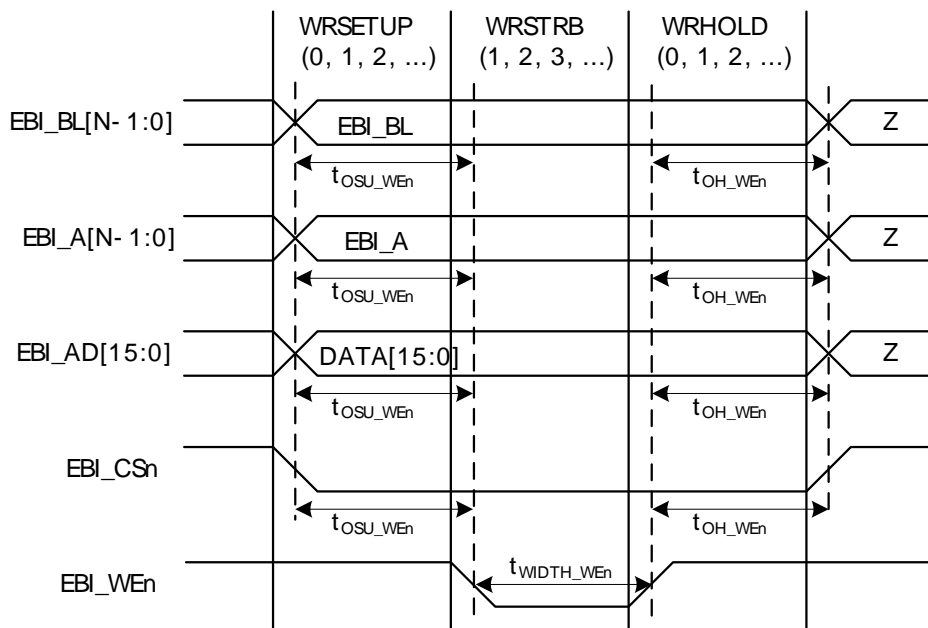 WRSETUP WRSTRB WRHOLD
(0, 1, 2, ...) (1, 2, 3, ...) (0, 1, 2, ...)
EBI_BL[N-1:0] EBI_BL Z
tOSU_WEn tOH_WEn
EBI_A[N-1:0] EBI_A Z
tOSU_WEn tOH_WEn
EBI_AD[15:0] DATA[15:0] Z
tOSU_WEn tOH_WEn
EBI_CSn
tOSU_WEn tOH_WEn
EBI_WEn tWIDTH_WEn